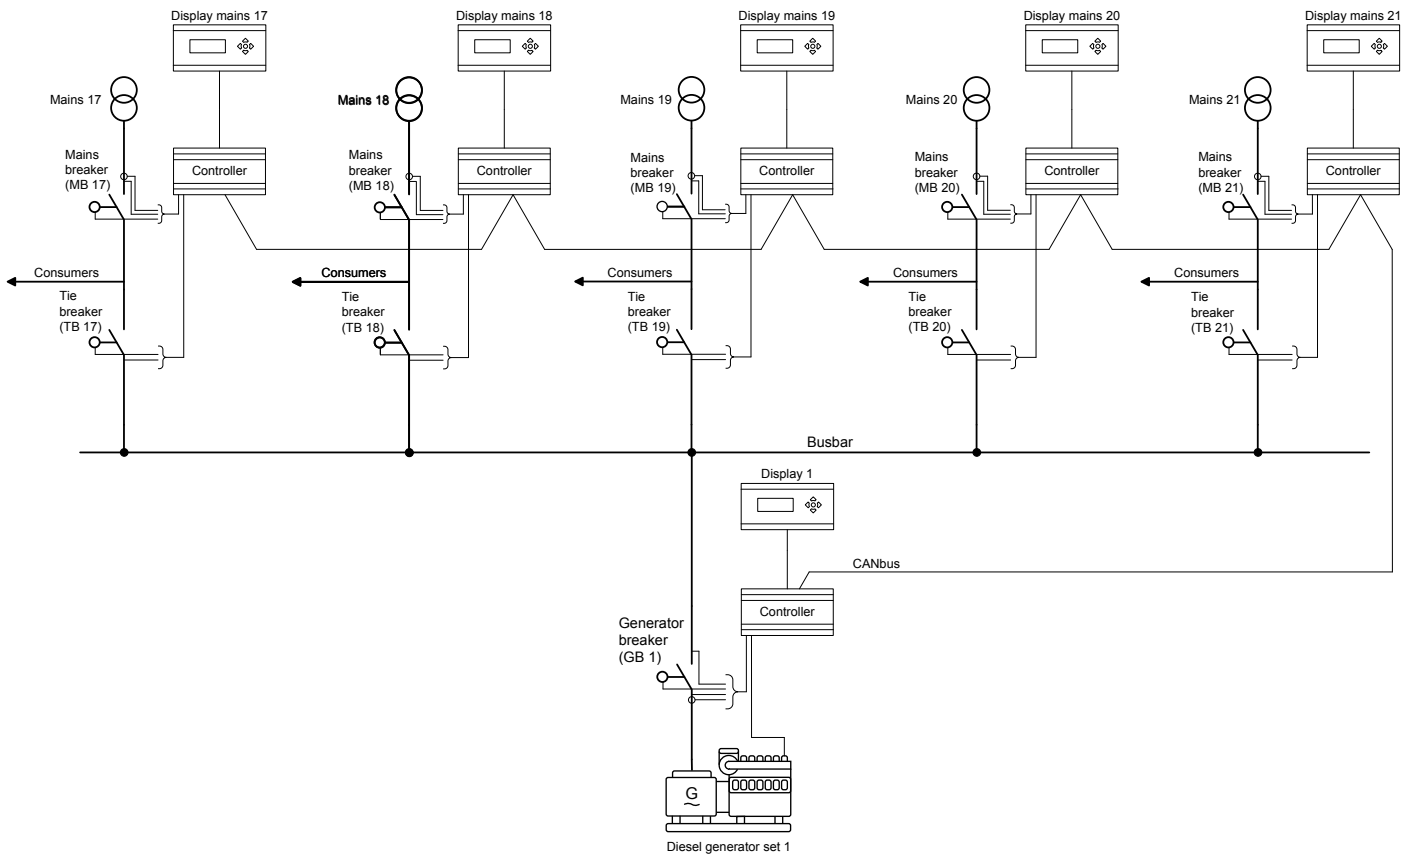 Display mains 17
Display mains 18
Display mains 19
Display mains 20
Display mains 21
Mains 17
Mains 18
Mains 19
Mains 20
Mains 21
Mains
breaker
(MB 17)
Controller
Mains
breaker
(MB 18)
Controller
Mains
breaker
(MB 19)
Controller
Mains
breaker
(MB 20)
Controller
Mains
breaker
(MB 21)
Controller
Consumers
Consumers
Consumers
Consumers
Consumers
Tie
breaker
(TB 17)
Tie
breaker
(TB 18)
Tie
breaker
(TB 19)
Tie
breaker
(TB 20)
Tie
breaker
(TB 21)
Busbar
Display 1
CANbus
Controller
Generator
breaker
(GB 1)
G
Diesel generator set 1